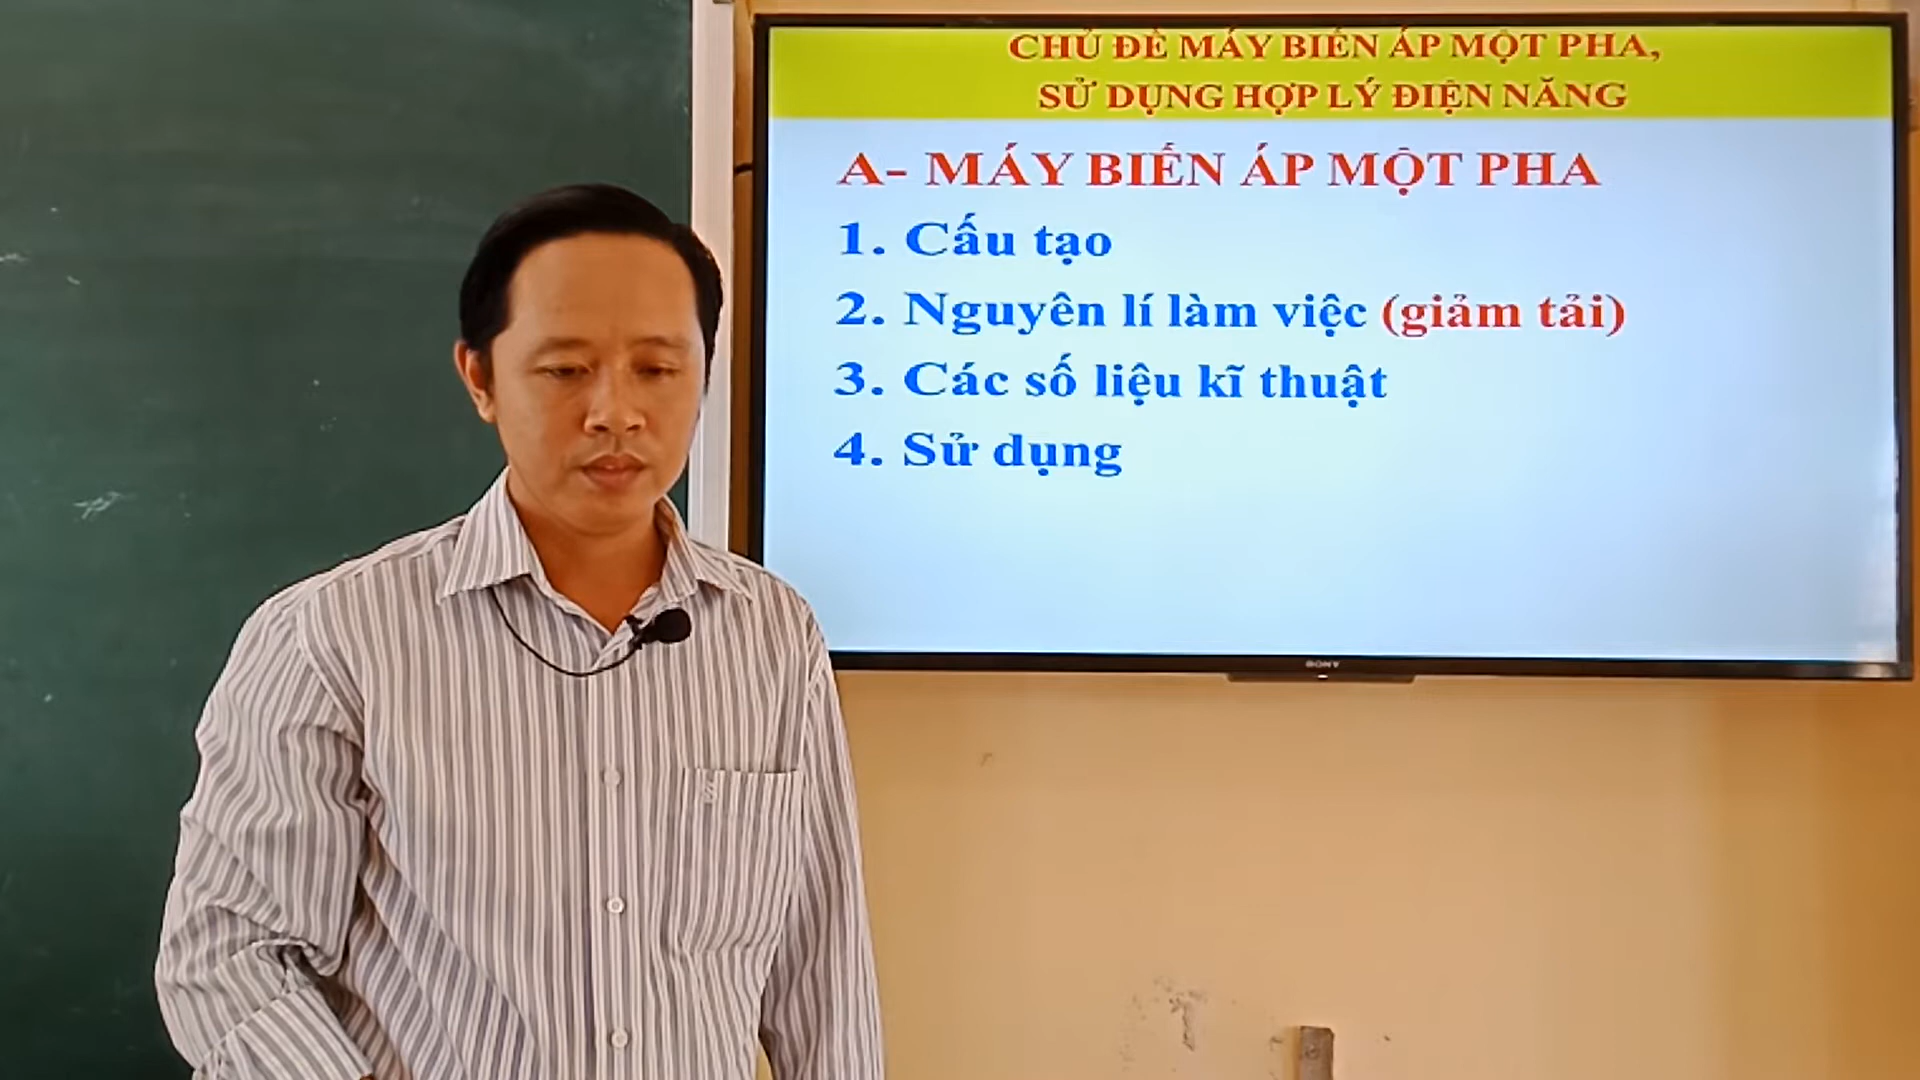 CHỦ ĐỀ MÁY BIẾN ÁP MỘT PHA,
SỬ DỤNG HỢP LÝ ĐIỆN NĂNG
A- MÁY BIẾN ÁP MỘT PHA
1. Cấu tạo
2. Nguyên lí làm việc (giảm tải)
3. Các số liệu kĩ thuật
4. Sử dụng
SONY